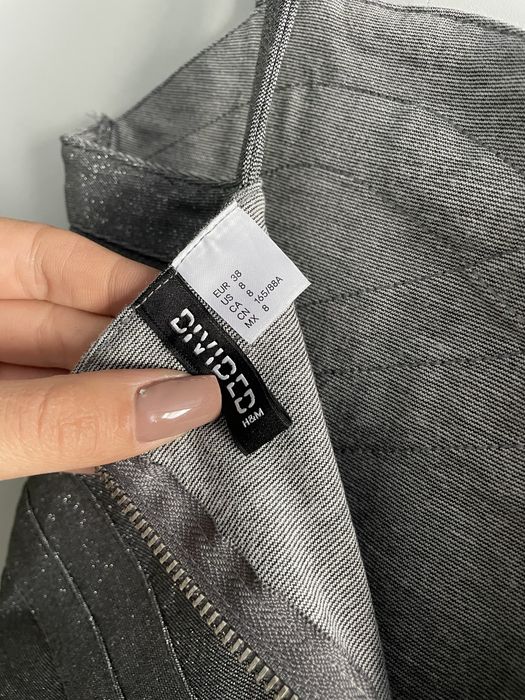 EUR 38
US 8
CA 8
CN 165/88A
MX 8
DIVIDED
H&M